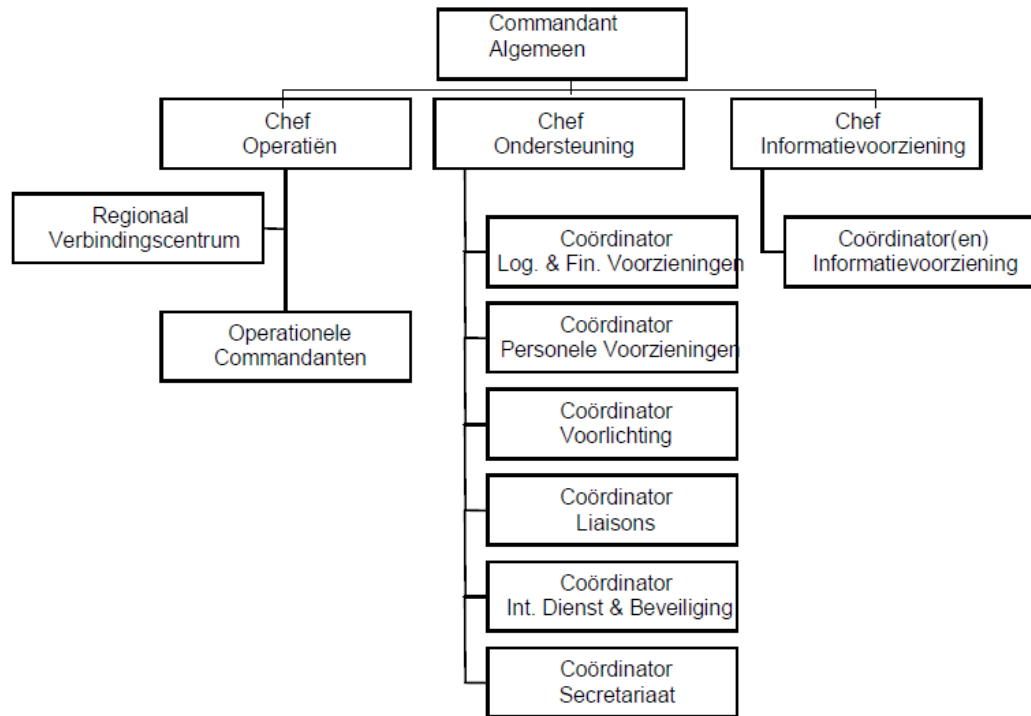 Commandant
Algemeen
Chef
Operatiën
Chef
Ondersteuning
Chef
Informatievoorziening
Regionaal
Verbindingscentrum
Operationele
Commandanten
Coördinator
Log. & Fin. Voorzieningen
Coördinator
Personele Voorzieningen
Coördinator
Voorlichting
Coördinator
Liaisons
Coördinator
Int. Dienst & Beveiliging
Coördinator
Secretariaat
Coördinator(en)
Informatievoorziening